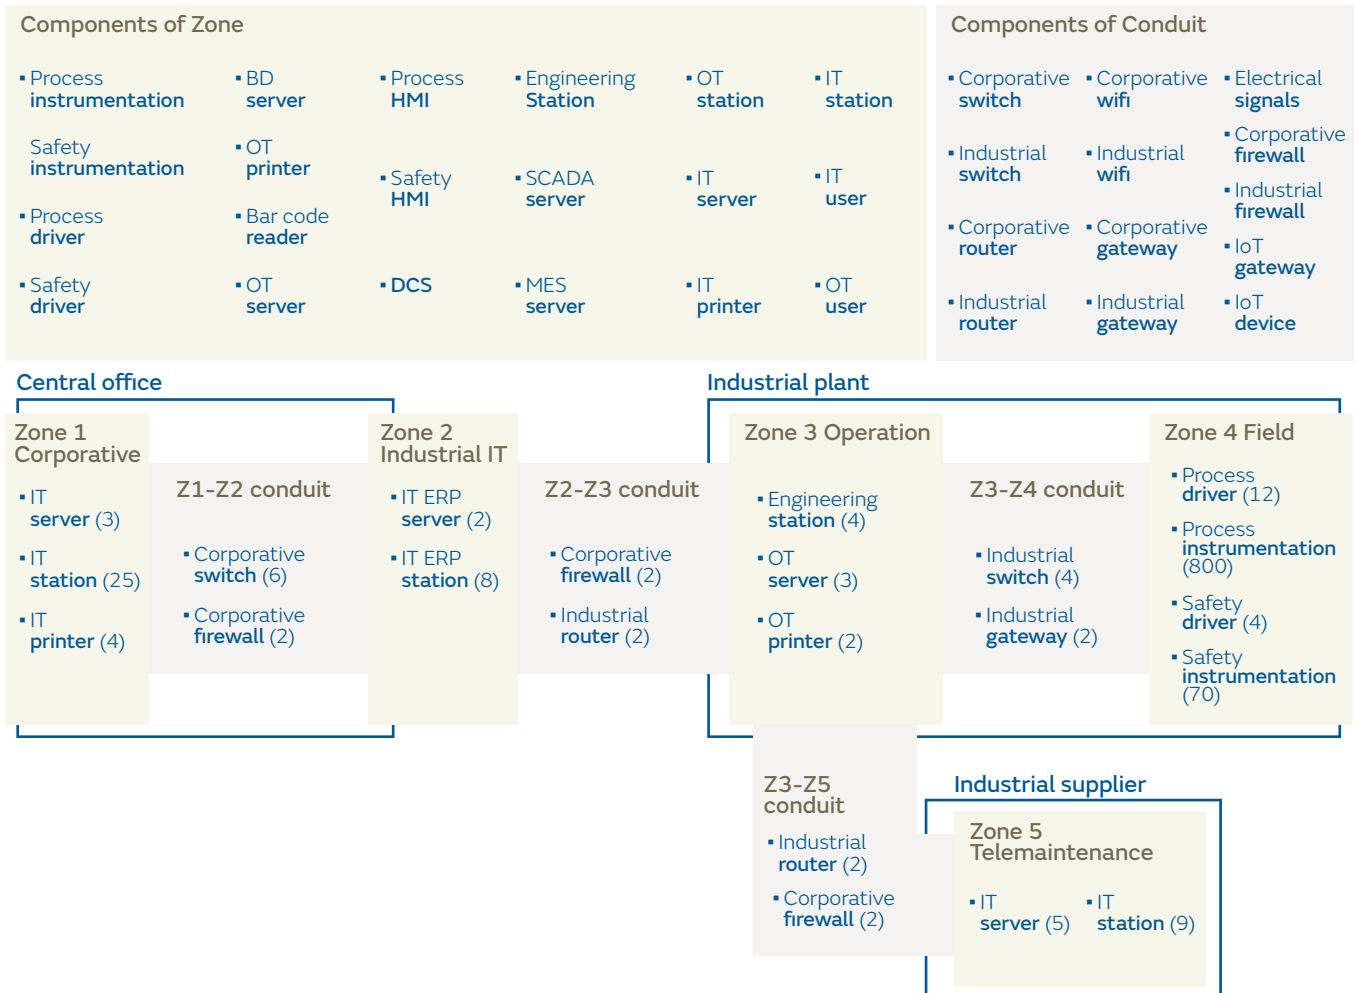 Components of Zone
▪ Process
instrumentation
Safety
instrumentation
▪ Process
driver
▪ Safety
driver
▪ BD
server
▪ OT
printer
▪ Bar code
reader
▪ OT
server
▪ Process
HMI
▪ Safety
HMI
▪ DCS
▪ Engineering
Station
▪ SCADA
server
▪ MES
server
▪ OT
station
▪ IT
server
▪ IT
printer
▪ IT
station
▪ IT
user
▪ OT
user
Components of Conduit
▪ Corporative
switch
▪ Industrial
switch
▪ Corporative
router
▪ Industrial
router
▪ Corporative
wifi
▪ Industrial
wifi
▪ Corporative
gateway
▪ Industrial
gateway
▪ Electrical
signals
▪ Corporative
firewall
▪ Industrial
firewall
▪ IoT
gateway
▪ IoT
device
Central office
Zone 1
Corporative
▪ IT
server (3)
▪ IT
station (25)
▪ IT
printer (4)
Z1-Z2 conduit
▪ Corporative
switch (6)
▪ Corporative
firewall (2)
Zone 2
Industrial IT
▪ IT ERP
server (2)
▪ IT ERP
station (8)
Z2-Z3 conduit
▪ Corporative
firewall (2)
▪ Industrial
router (2)
Industrial plant
Zone 3 Operation
▪ Engineering
station (4)
▪ OT
server (3)
▪ OT
printer (2)
Z3-Z4 conduit
▪ Industrial
switch (4)
▪ Industrial
gateway (2)
Zone 4 Field
▪ Process
driver (12)
▪ Process
instrumentation
(800)
▪ Safety
driver (4)
▪ Safety
instrumentation
(70)
Z3-Z5
conduit
▪ Industrial
router (2)
▪ Corporative
firewall (2)
Industrial supplier
Zone 5
Telemaintenance
▪ IT
server (5)
▪ IT
station (9)